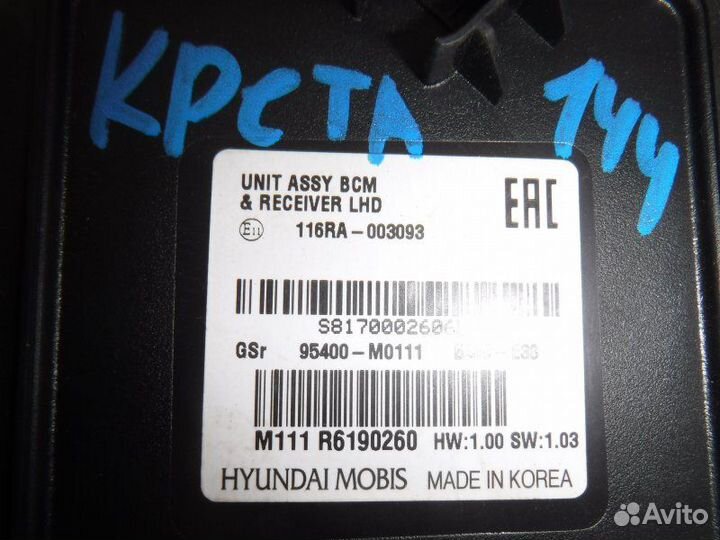 КРСТА 144
UNIT ASSY BCM
& RECEIVER LHD
EAC
E11 116RA-003093
S8170002606
GSr 95400-M0111
M111 R6190260 HW:1.00 SW:1.03
HYUNDAI MOBIS MADE IN KOREA
Avito